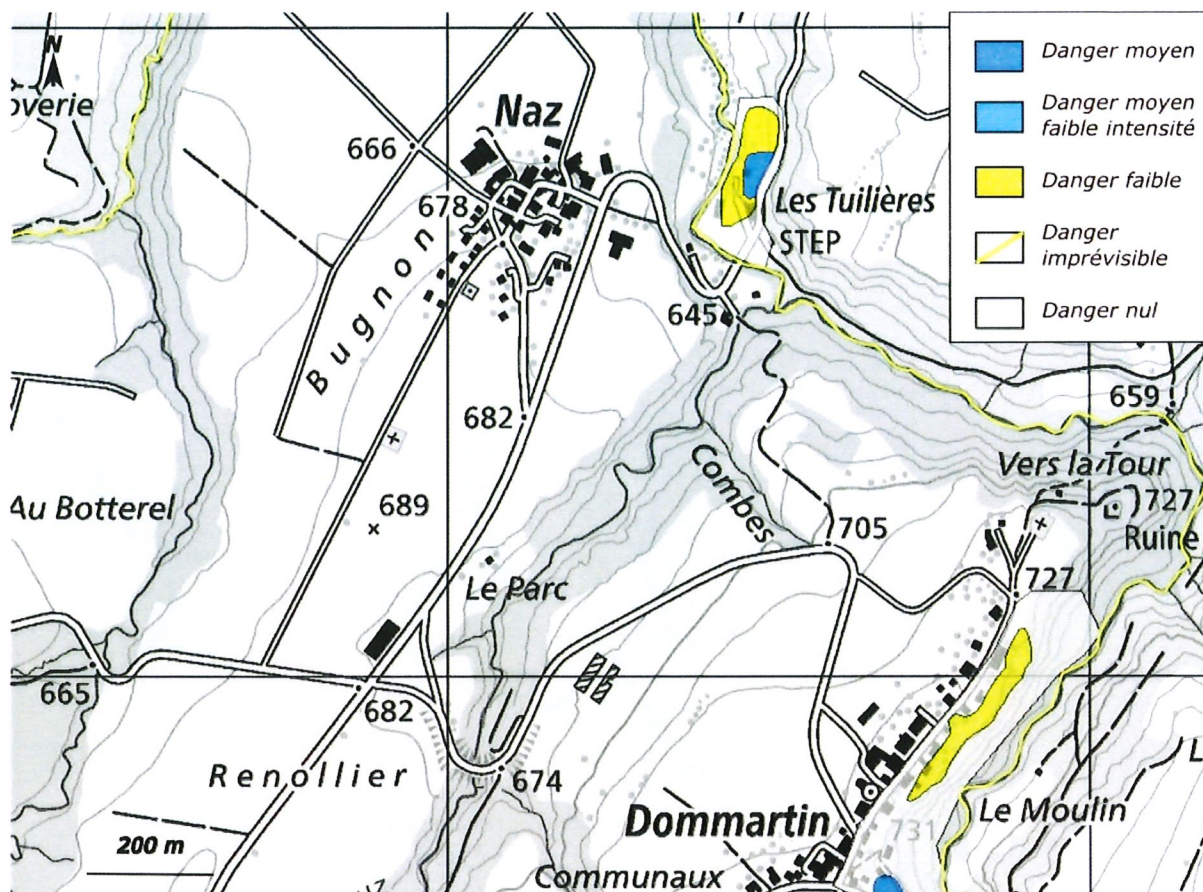 N
Naz
666
678
Les Tuilières
STEP
645
Bugnon
682
659
Combes
Vers la Tour
727
Ruine
Au Botterel
689
705
Le Parc
727
665
682
674
Renollier
Dommartin
731
Le Moulin
L
200 m
Communaux
Danger moyen
Danger moyen
faible intensité
Danger faible
Danger
imprévisible
Danger nul